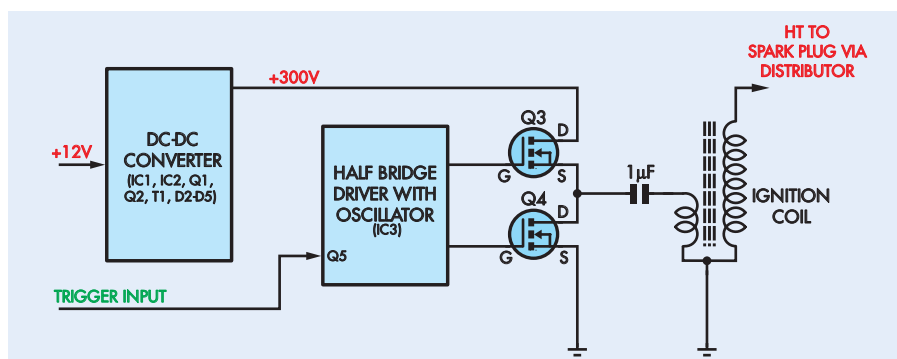 HT TO
SPARK PLUG VIA
DISTRIBUTOR
+300V
Q3
D
DC-DC
CONVERTER
(IC1, IC2, Q1,
Q2, T1, D2-D5)
+12V
HALF BRIDGE
DRIVER WITH
OSCILLATOR
(IC3)
G
S
1µF
Q4
D
IGNITION
COIL
Q5
G
S
TRIGGER INPUT